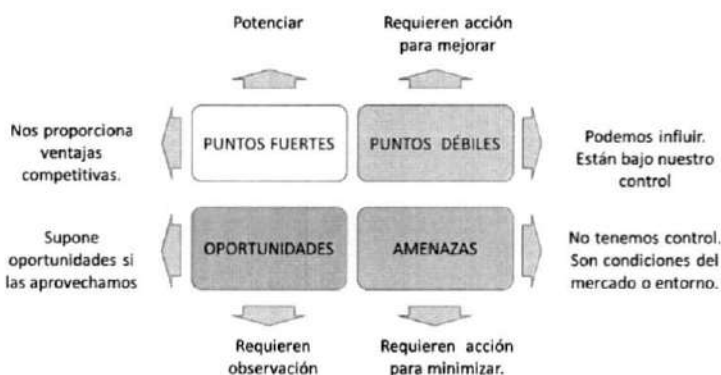 Potenciar
Requieren acción
para mejorar
Nos proporciona
ventajas
competitivas.
PUNTOS FUERTES
PUNTOS DÉBILES
Podemos influir.
Están bajo nuestro
control
Supone
oportunidades si
las aprovechamos
OPORTUNIDADES
AMENAZAS
No tenemos control.
Son condiciones del
mercado o entorno.
Requieren
observación
Requieren acción
para minimizar.